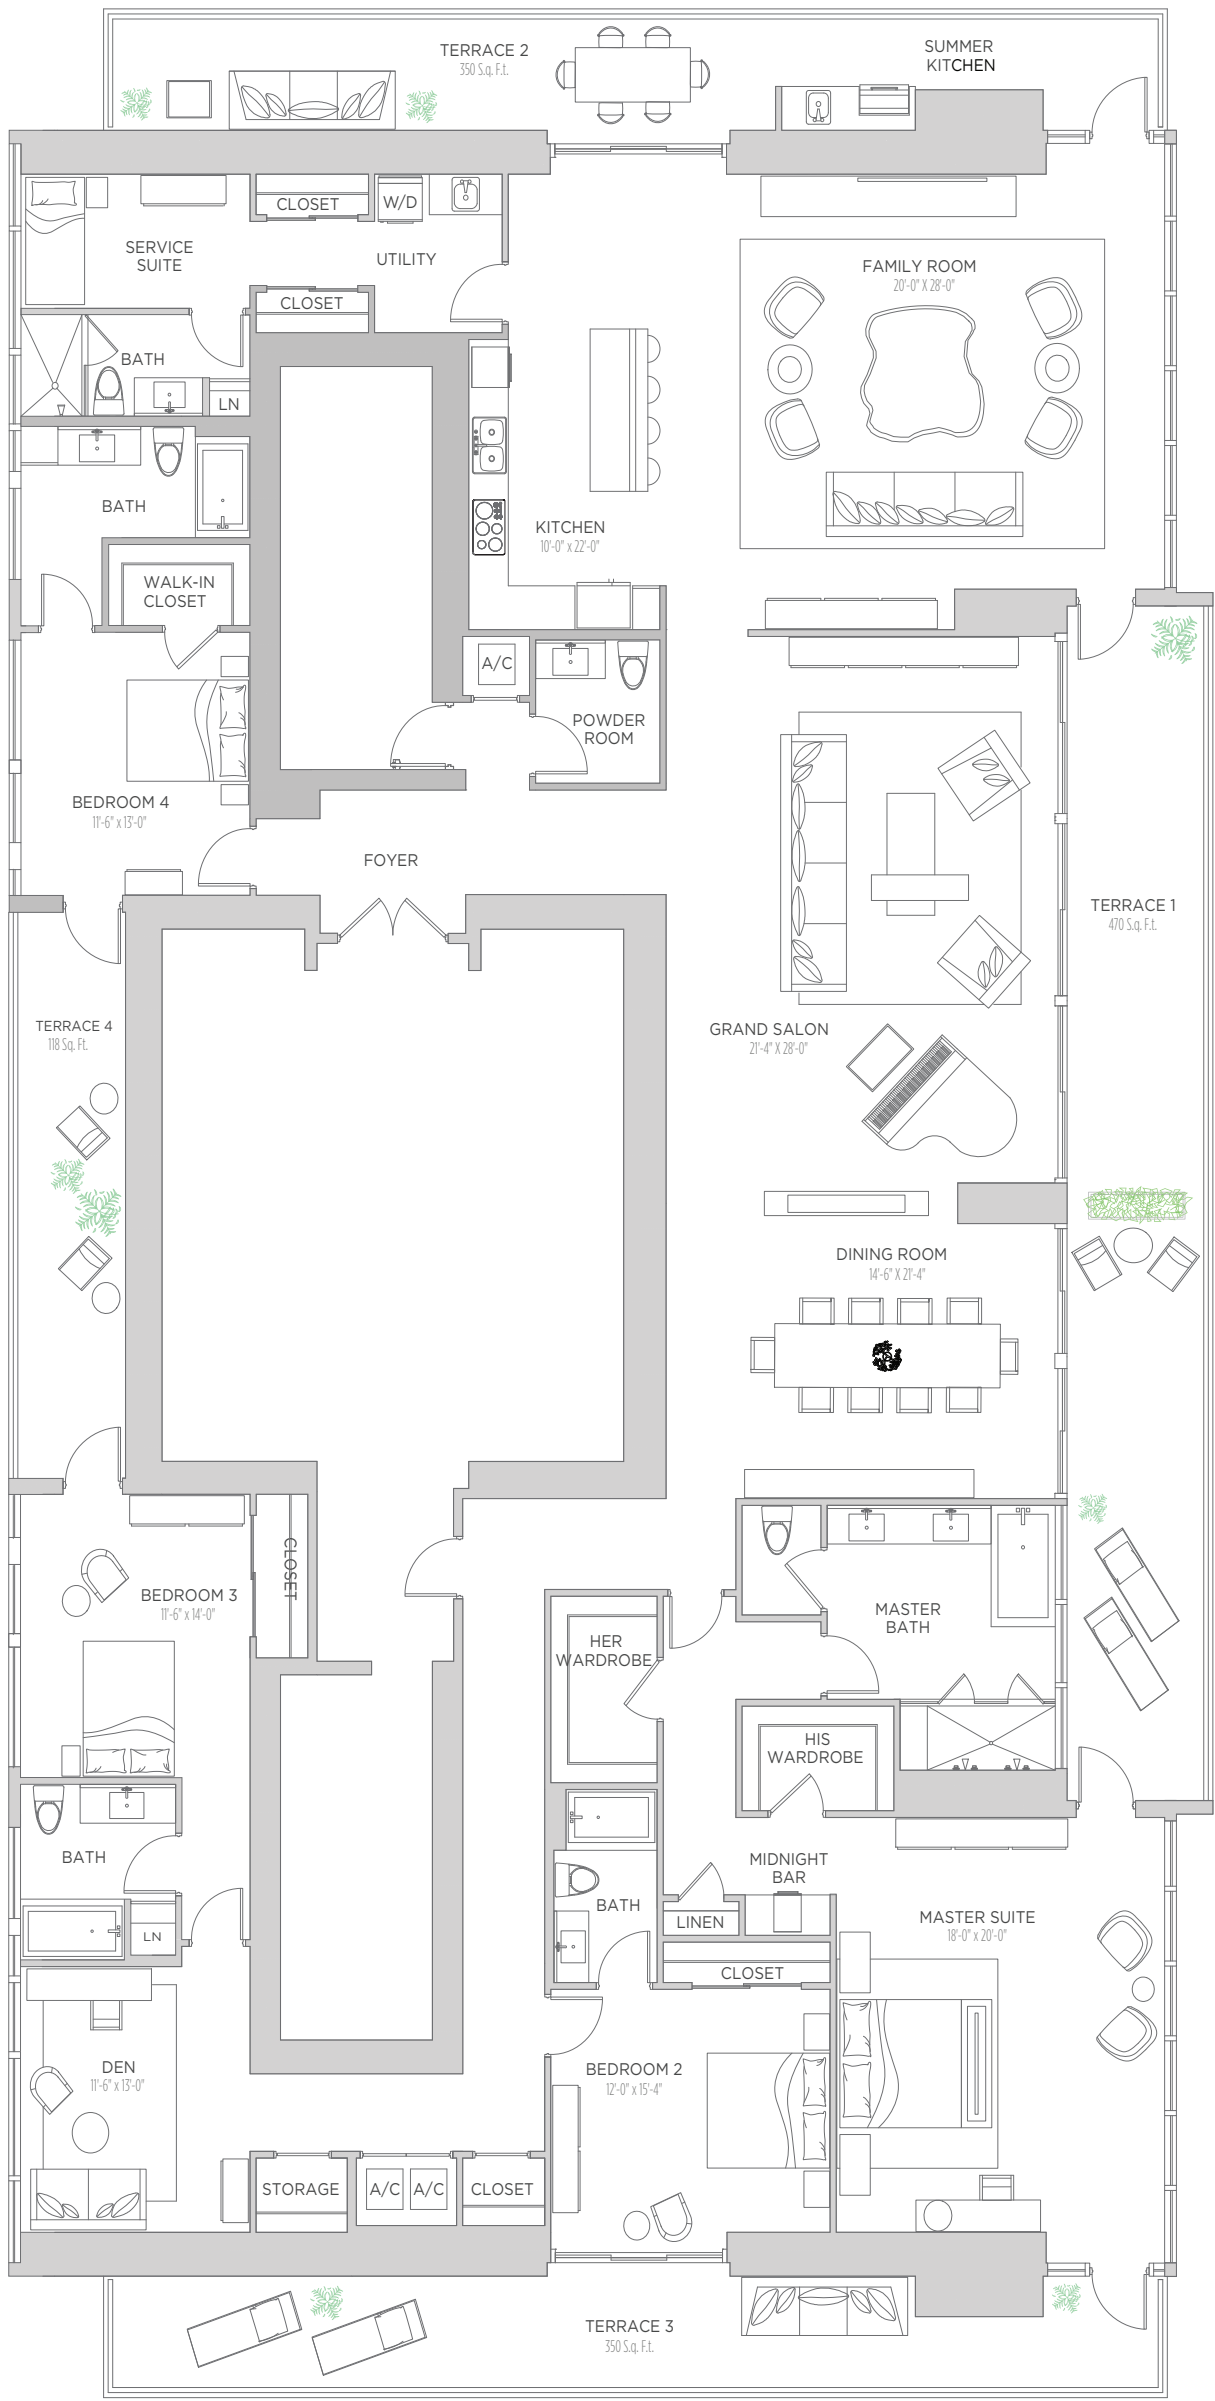 TERRACE 2
350 S.q. F.t.
SUMMER
KITCHEN
CLOSET
W/D
SERVICE
SUITE
UTILITY
FAMILY ROOM
20'-0" X 28'-0"
CLOSET
BATH
LN
BATH
KITCHEN
10'-0" x 22'-0"
WALK-IN
CLOSET
A/C
POWDER
ROOM
BEDROOM 4
11'-6" x 13'-0"
FOYER
TERRACE 1
470 S.q. F.t.
TERRACE 4
118 Sq. Ft.
GRAND SALON
21'-4" X 28'-0"
DINING ROOM
14'-6" X 21'-4"
CLOSET
BEDROOM 3
11'-6" x 14'-0"
MASTER
BATH
HER
WARDROBE
HIS
WARDROBE
BATH
MIDNIGHT
BAR
BATH
LINEN
MASTER SUITE
18'-0" x 20'-0"
LN
CLOSET
DEN
11'-6" x 13'-0"
BEDROOM 2
12'-0" x 15'-4"
STORAGE
A/C
A/C
CLOSET
TERRACE 3
350 S.q. F.t.